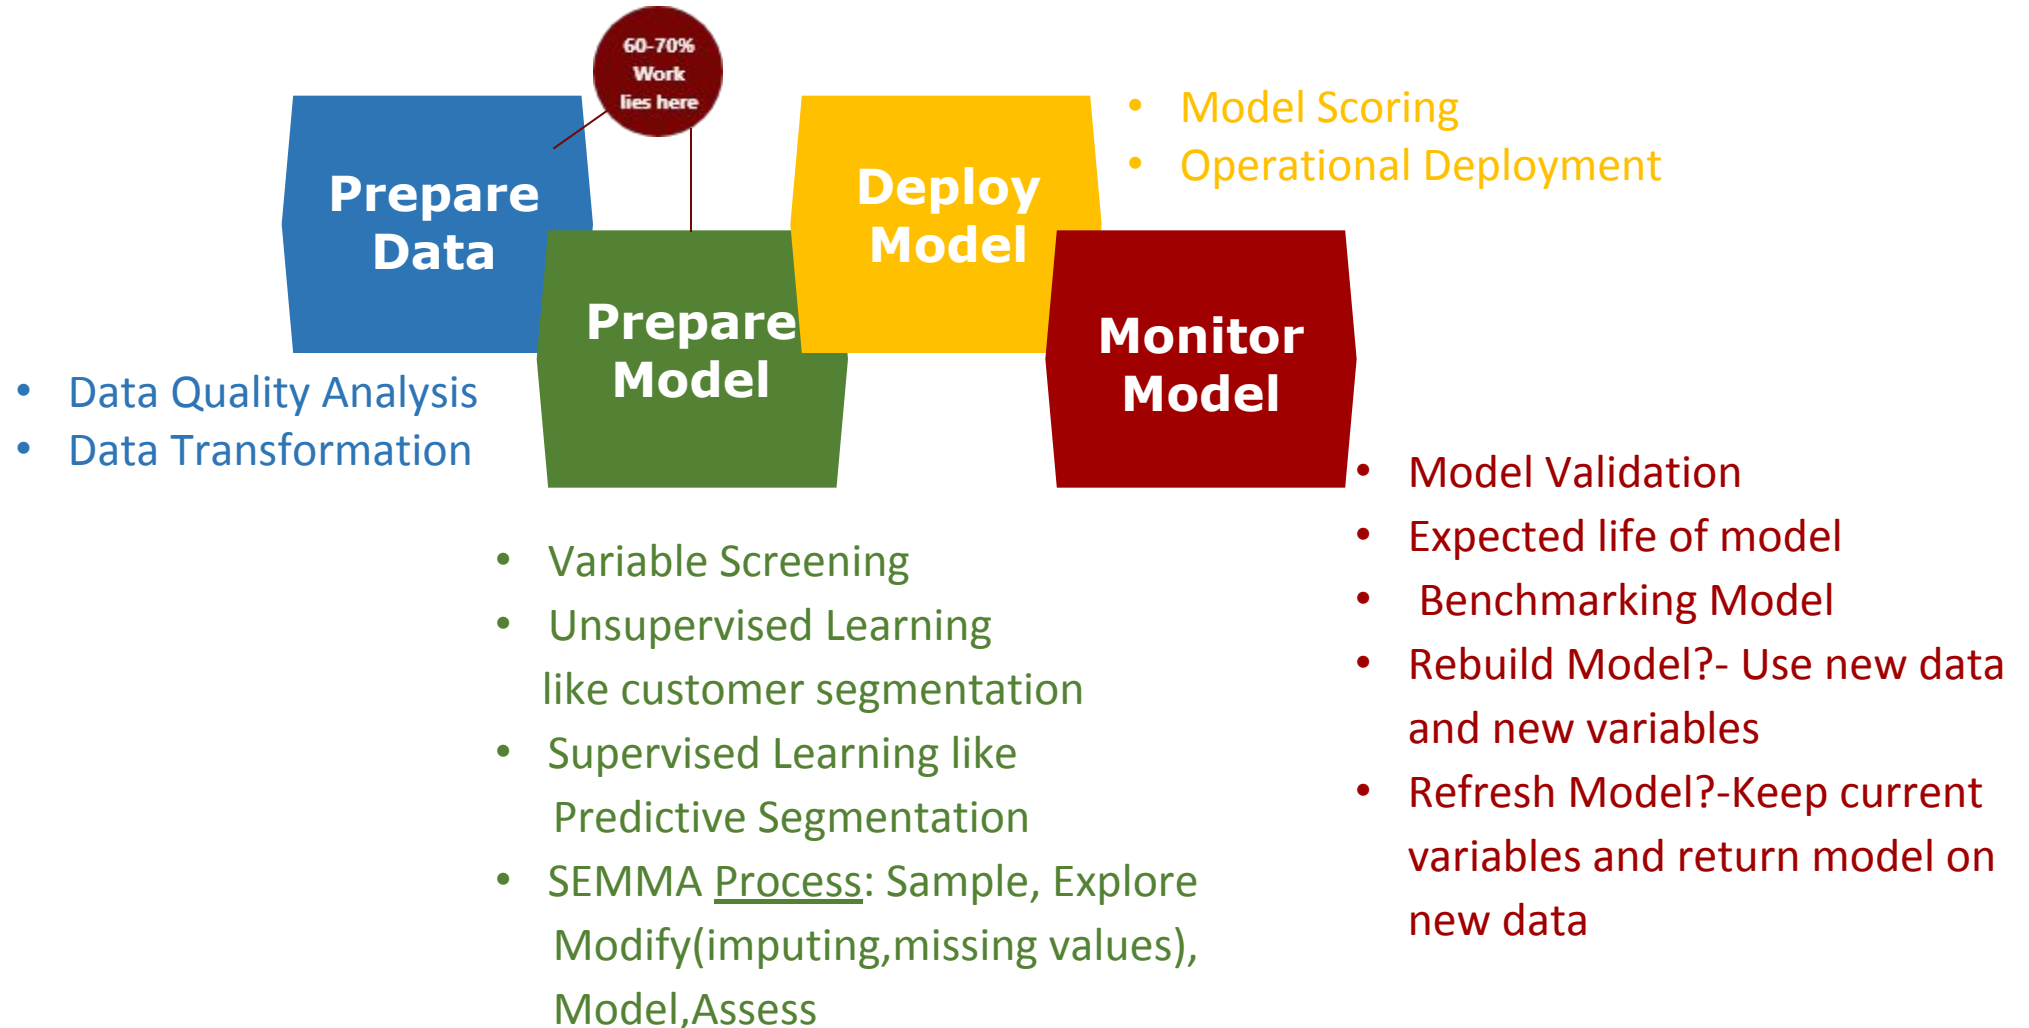 60-70%
Work
lies here
Prepare
Data
• Data Quality Analysis
• Data Transformation
Prepare
Model
• Variable Screening
• Unsupervised Learning
like customer segmentation
• Supervised Learning like
Predictive Segmentation
• SEMMA Process: Sample, Explore
Modify(imputing,missing values),
Model,Assess
Deploy
Model
• Model Scoring
• Operational Deployment
Monitor
Model
• Model Validation
• Expected life of model
• Benchmarking Model
• Rebuild Model?- Use new data
and new variables
• Refresh Model?-Keep current
variables and return model on
new data